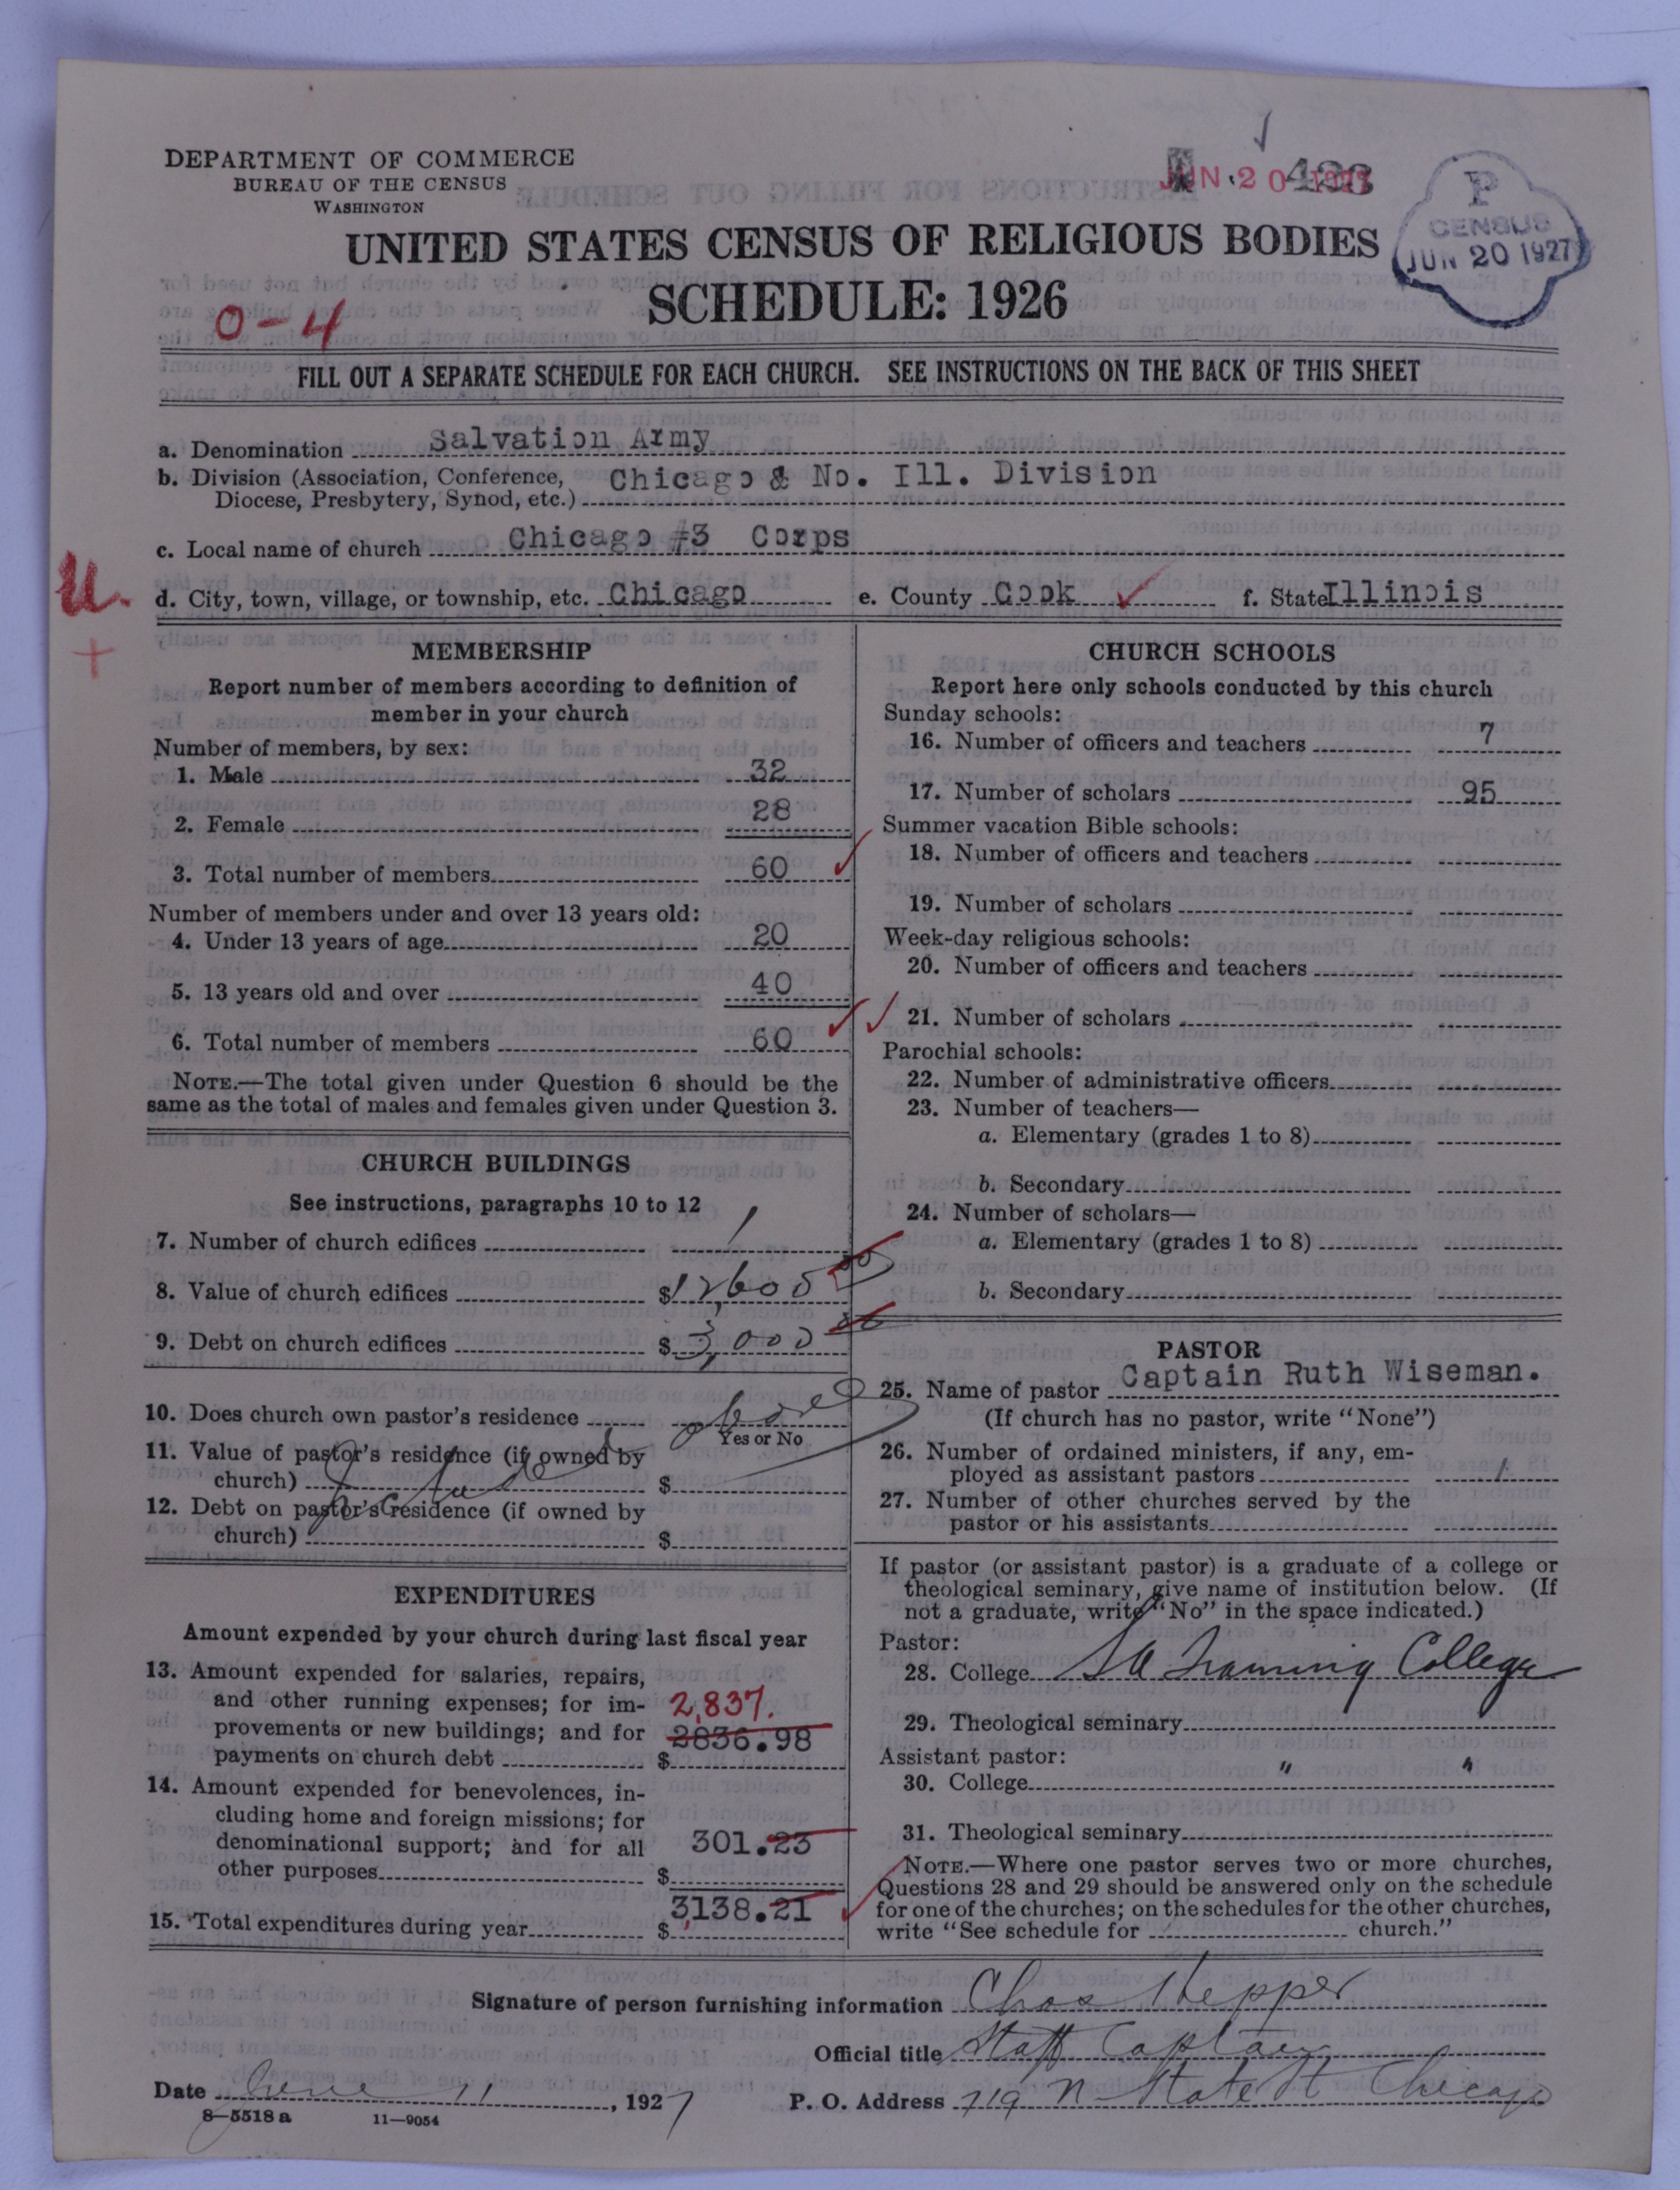 DEPARTMENT OF COMMERCE
BUREAU OF THE CENSUS
WASHINGTON
JUN 20 1927
P
CENSUS
JUN 20 1927
UNITED STATES CENSUS OF RELIGIOUS BODIES
SCHEDULE: 1926
0-4
FILL OUT A SEPARATE SCHEDULE FOR EACH CHURCH. SEE INSTRUCTIONS ON THE BACK OF THIS SHEET
a. Denomination Salvation Army
b. Division (Association, Conference, Diocese, Presbytery, Synod, etc.) Chicago & No. Ill. Division
c. Local name of church Chicago #3 Corps
U.
d. City, town, village, or township, etc. Chicago e. County Cook f. State Illinois
MEMBERSHIP
Report number of members according to definition of
member in your church
Number of members, by sex:
1. Male 32
2. Female 28
3. Total number of members 60
Number of members under and over 13 years old:
4. Under 13 years of age 20
5. 13 years old and over 40
6. Total number of members 60
NOTE.—The total given under Question 6 should be the
same as the total of males and females given under Question 3.
CHURCH BUILDINGS
See instructions, paragraphs 10 to 12
7. Number of church edifices 1
8. Value of church edifices $12,600 00
9. Debt on church edifices $3,000 00
10. Does church own pastor's residence
Yes or No
11. Value of pastor's residence (if owned by
church) $
12. Debt on pastor's residence (if owned by
church) $
EXPENDITURES
Amount expended by your church during last fiscal year
13. Amount expended for salaries, repairs,
and other running expenses; for im- 2,837.
provements or new buildings; and for 2836.98
payments on church debt $
14. Amount expended for benevolences, in-
cluding home and foreign missions; for
denominational support; and for all 301.23
other purposes $
15. Total expenditures during year $3138.21
CHURCH SCHOOLS
Report here only schools conducted by this church
Sunday schools:
16. Number of officers and teachers 7
17. Number of scholars 95
Summer vacation Bible schools:
18. Number of officers and teachers
19. Number of scholars
Week-day religious schools:
20. Number of officers and teachers
21. Number of scholars
Parochial schools:
22. Number of administrative officers
23. Number of teachers—
a. Elementary (grades 1 to 8)
b. Secondary
24. Number of scholars—
a. Elementary (grades 1 to 8)
b. Secondary
PASTOR
25. Name of pastor Captain Ruth Wiseman.
(If church has no pastor, write "None")
26. Number of ordained ministers, if any, em-
ployed as assistant pastors 1
27. Number of other churches served by the
pastor or his assistants
If pastor (or assistant pastor) is a graduate of a college or
theological seminary, give name of institution below. (If
not a graduate, write "No" in the space indicated.)
Pastor:
28. College S A Training College
29. Theological seminary
Assistant pastor:
30. College " "
31. Theological seminary
NOTE.—Where one pastor serves two or more churches,
Questions 28 and 29 should be answered only on the schedule
for one of the churches; on the schedules for the other churches,
write "See schedule for church."
Signature of person furnishing information Chas Hepper
Official title Staff Captain
Date June 11, 1927 P. O. Address 719 N State St Chicago
8—5518 a 11—9054